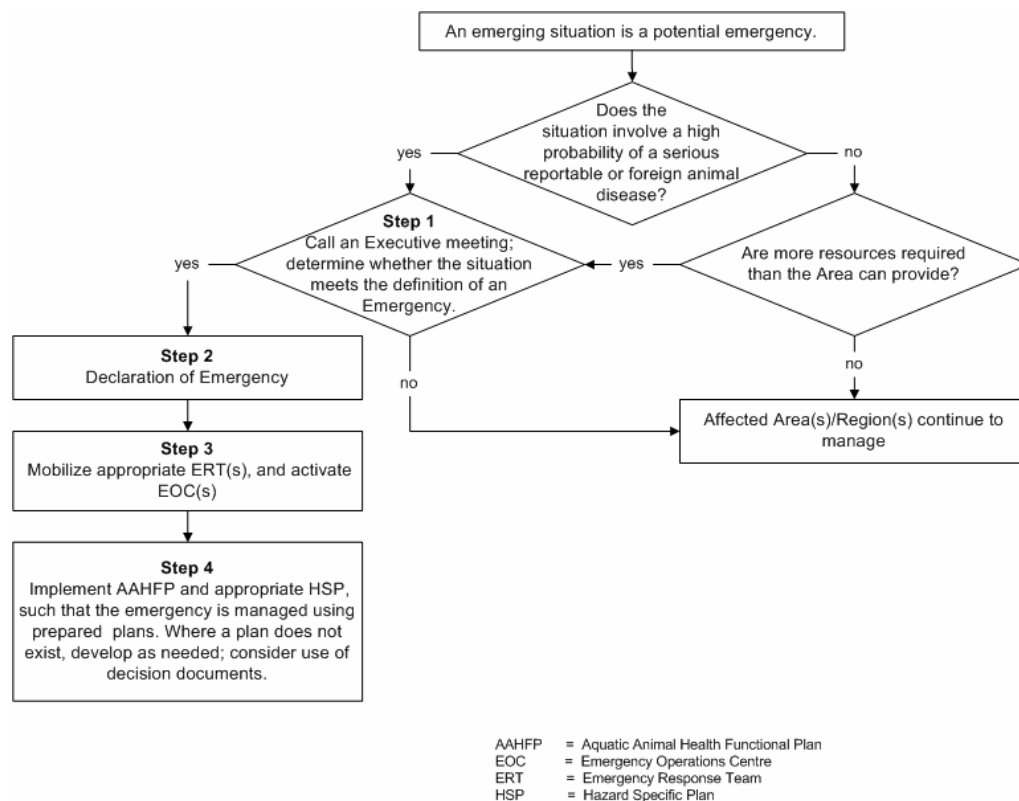 An emerging situation is a potential emergency.
Does the
situation involve a high
probability of a serious
reportable or foreign animal
disease?
yes
no
Step 1
Call an Executive meeting;
determine whether the situation
meets the definition of an
Emergency.
yes
yes
Are more resources required
than the Area can provide?
no
no
Step 2
Declaration of Emergency
Affected Area(s)/Region(s) continue to
manage
Step 3
Mobilize appropriate ERT(s), and activate
EOC(s)
Step 4
Implement AAHFP and appropriate HSP,
such that the emergency is managed using
prepared plans. Where a plan does not
exist, develop as needed; consider use of
decision documents.
AAHFP = Aquatic Animal Health Functional Plan
EOC = Emergency Operations Centre
ERT = Emergency Response Team
HSP = Hazard Specific Plan